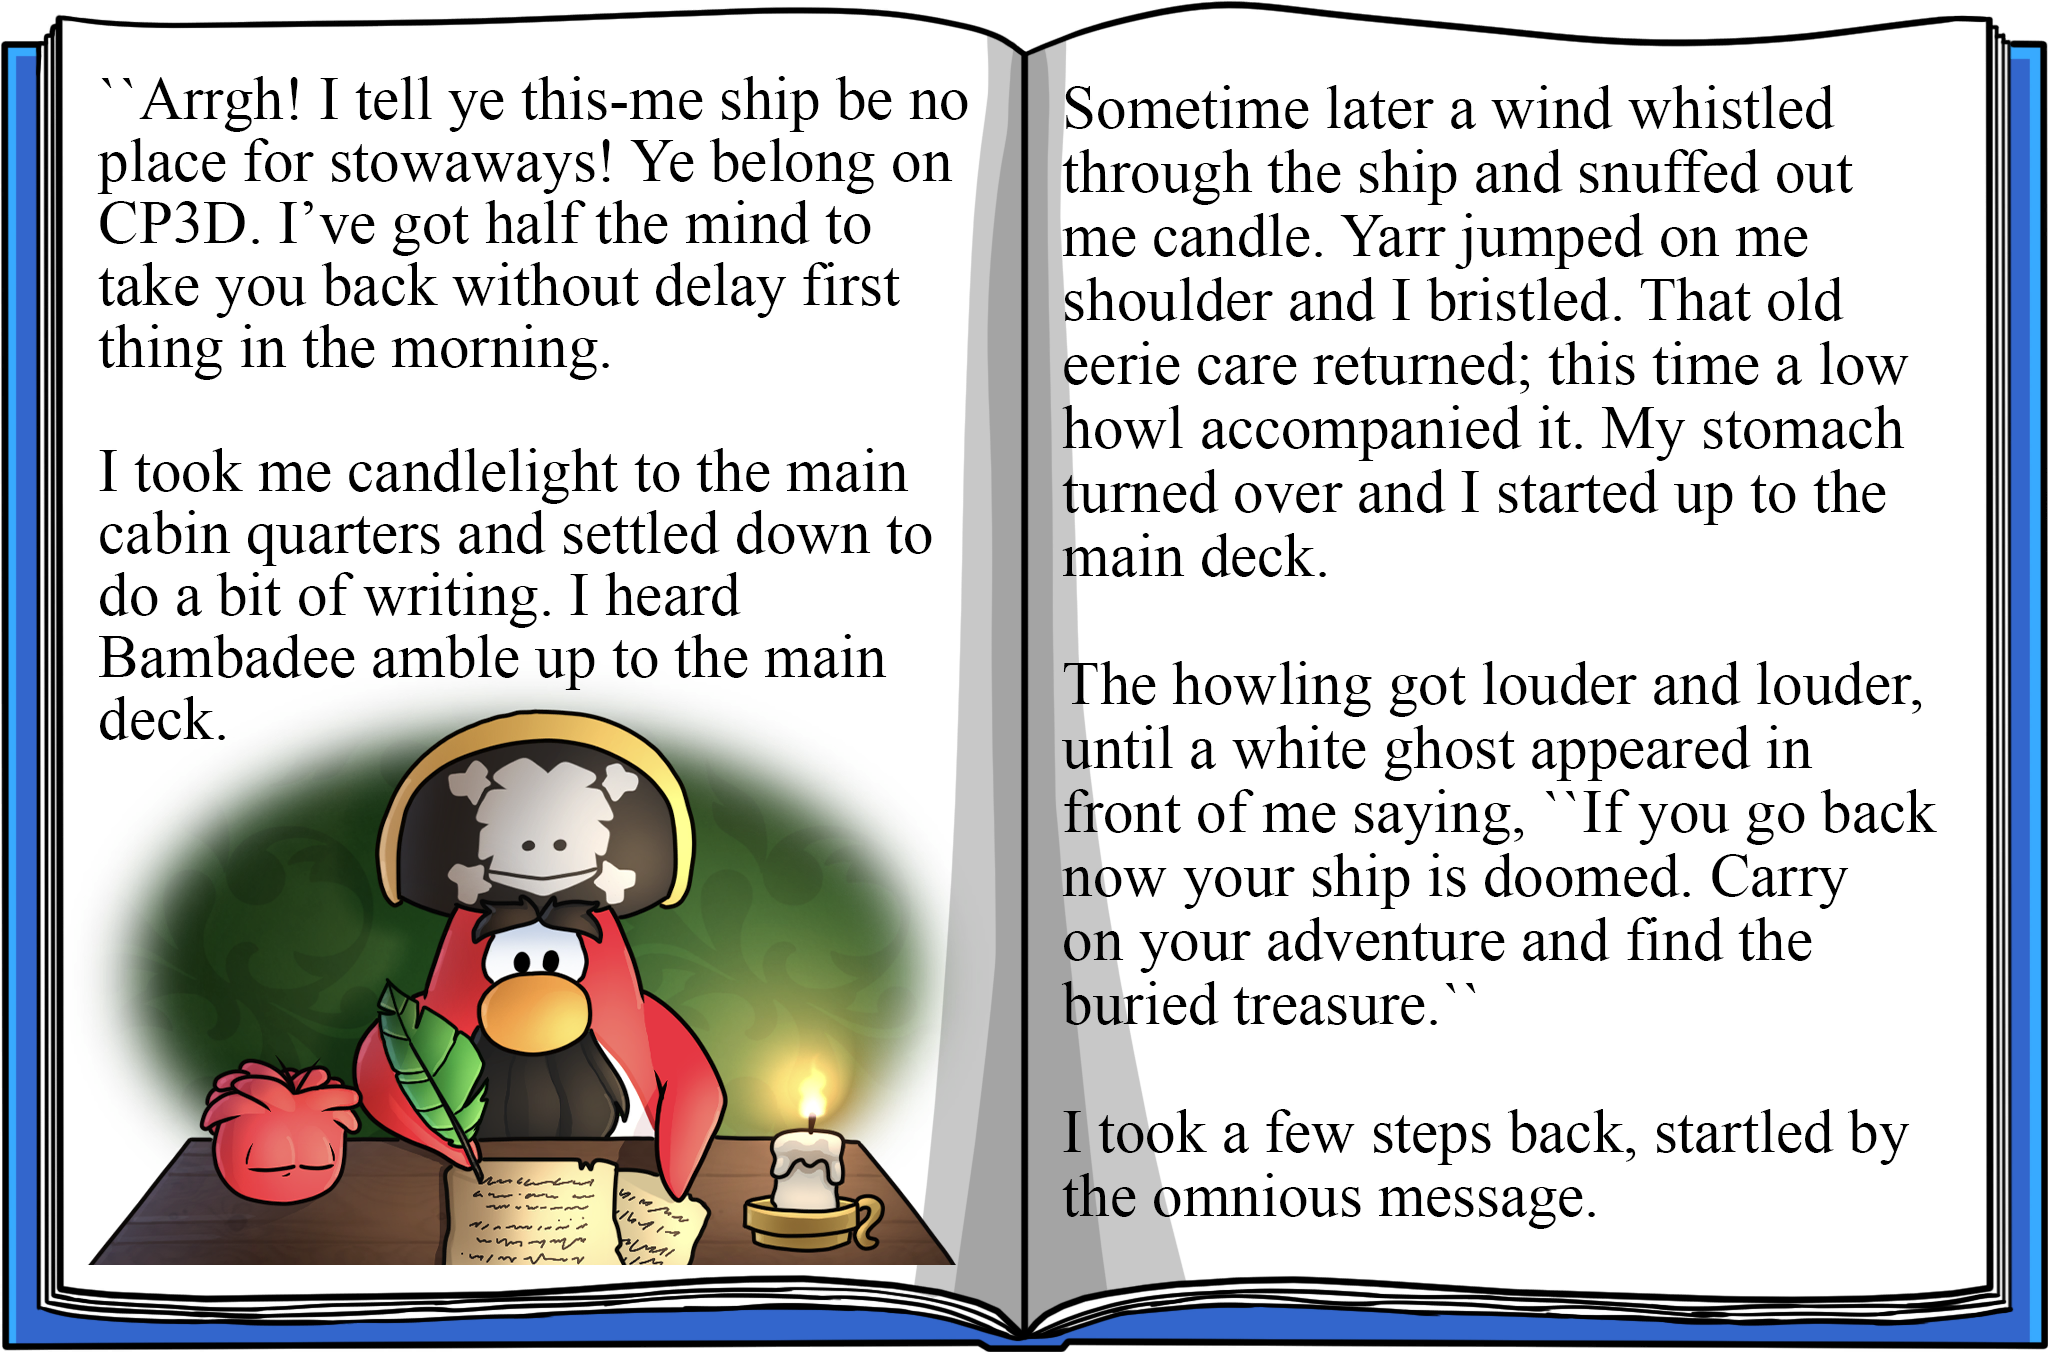 ``Arrgh! I tell ye this-me ship be no
place for stowaways! Ye belong on
CP3D. I’ve got half the mind to
take you back without delay first
thing in the morning.
I took me candlelight to the main
cabin quarters and settled down to
do a bit of writing. I heard
Bambadee amble up to the main
deck.
Sometime later a wind whistled
through the ship and snuffed out
me candle. Yarr jumped on me
shoulder and I bristled. That old
eerie care returned; this time a low
howl accompanied it. My stomach
turned over and I started up to the
main deck.
The howling got louder and louder,
until a white ghost appeared in
front of me saying, ``If you go back
now your ship is doomed. Carry
on your adventure and find the
buried treasure.``
I took a few steps back, startled by
the omnious message.